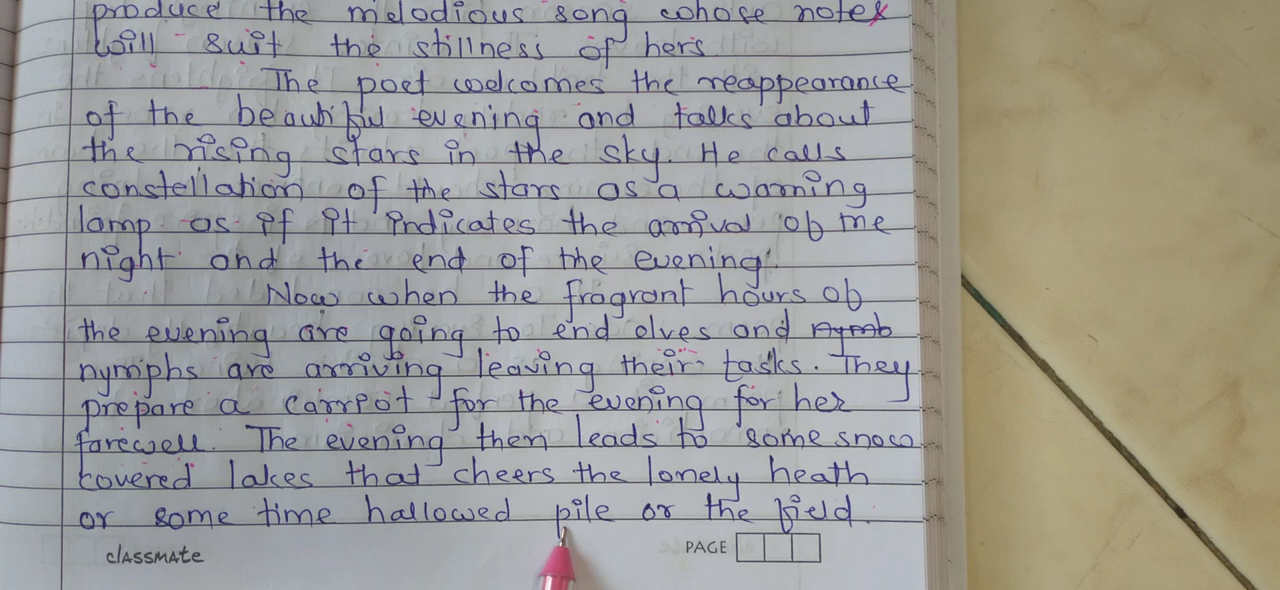 produce the melodious song whose notes
will suit the stillness of hers
The poet welcomes the reappearance
of the beautiful evening and talks about
the rising stars in the sky. He calls
constellation of the stars as a warning
lamp as if it indicates the arrival of the
night and the end of the evening.
Now when the fragrant hours of
the evening are going to end elves and
nymphs are arriving leaving their tasks. They
prepare a carrpot for the evening for her
farewell. The evening then leads to some snow
covered lakes that cheers the lonely heath
or some time hallowed pile or the field.
classmate PAGE